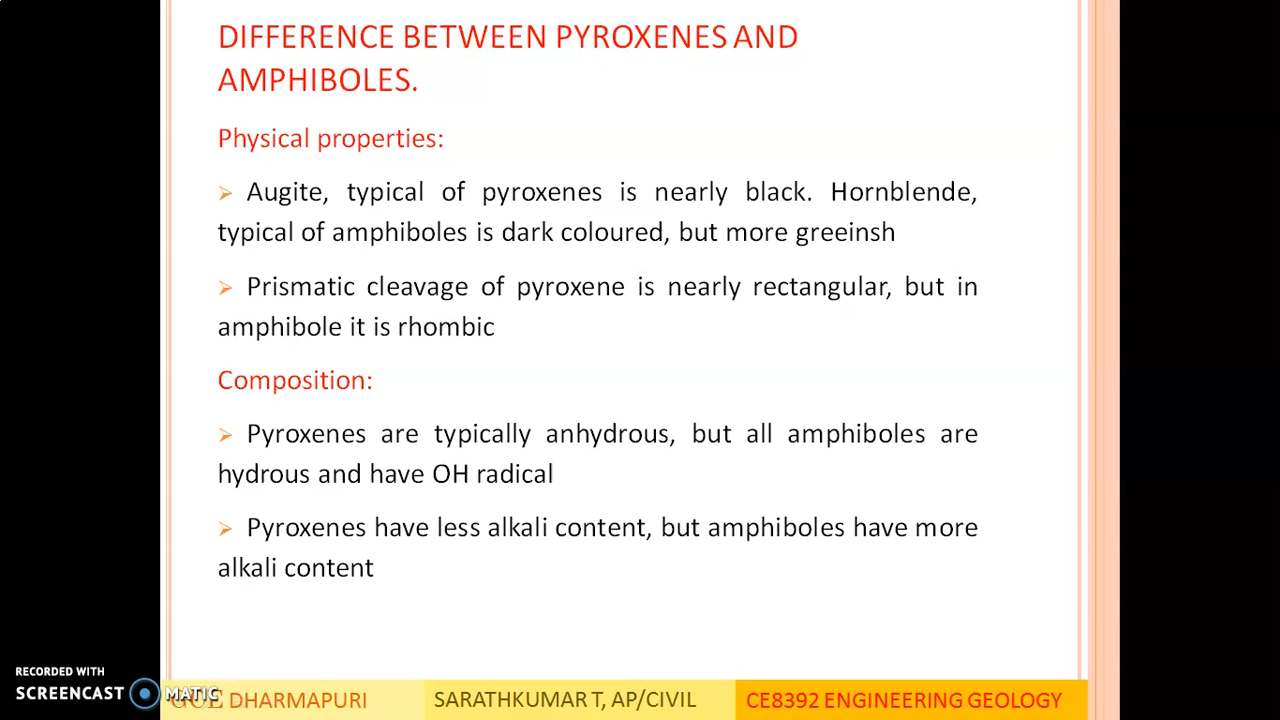 DIFFERENCE BETWEEN PYROXENES AND
AMPHIBOLES.
Physical properties:
➢ Augite, typical of pyroxenes is nearly black. Hornblende,
typical of amphiboles is dark coloured, but more greeinsh
➢ Prismatic cleavage of pyroxene is nearly rectangular, but in
amphibole it is rhombic
Composition:
➢ Pyroxenes are typically anhydrous, but all amphiboles are
hydrous and have OH radical
➢ Pyroxenes have less alkali content, but amphiboles have more
alkali content
RECORDED WITH
SCREENCAST MATIC
DHARMAPURI
SARATHKUMAR T, AP/CIVIL
CE8392 ENGINEERING GEOLOGY